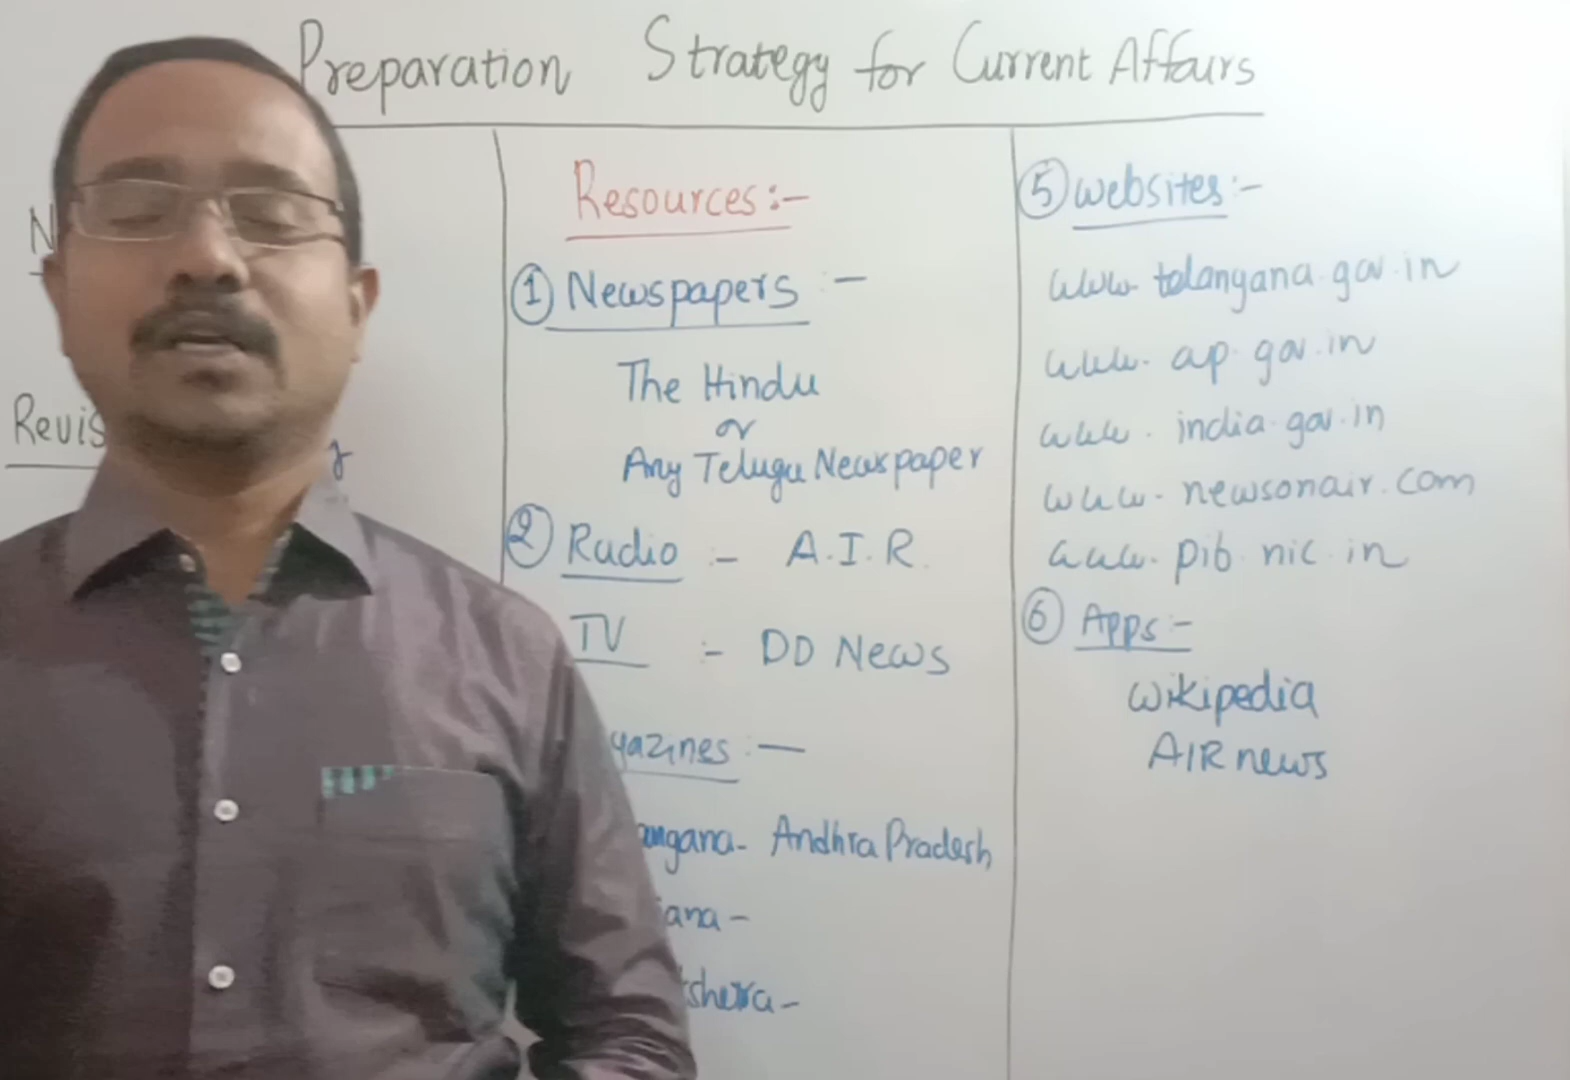 Preparation Strategy for Current Affairs
Resources:-
① Newspapers :-
The Hindu
or
Any Telugu Newspaper
② Radio :- A.I.R.
TV :- DD News
Andhra Pradesh
⑤ websites :-
www.telangana.gov.in
www.ap.gov.in
www.india.gov.in
www.newsonair.com
www.pib.nic.in
⑥ Apps :-
wikipedia
AIR news